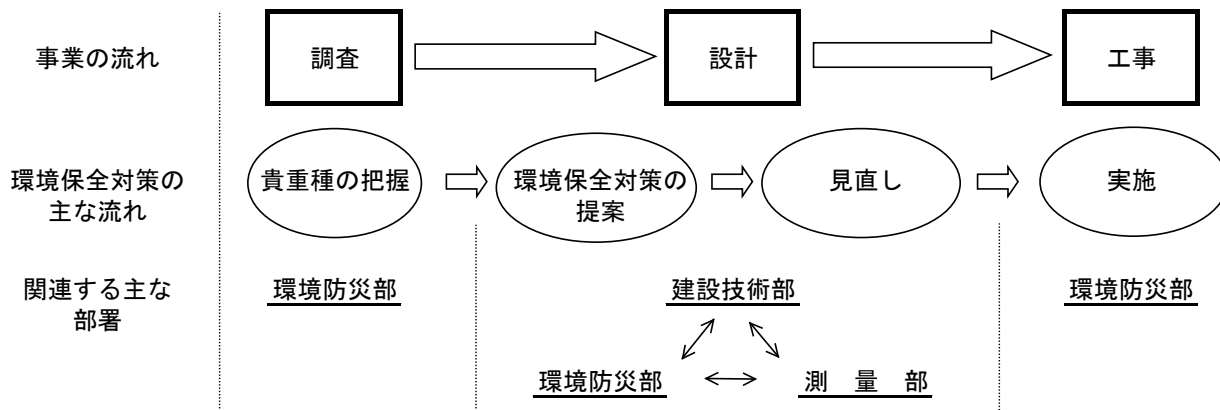 事業の流れ
調査
設計
工事
環境保全対策の
主な流れ
貴重種の把握
環境保全対策の
提案
見直し
実施
関連する主な
部署
環境防災部
建設技術部
環境防災部
環境防災部
測　量　部